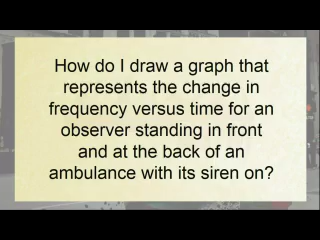 How do I draw a graph that
represents the change in
frequency versus time for an
observer standing in front
and at the back of an
ambulance with its siren on?